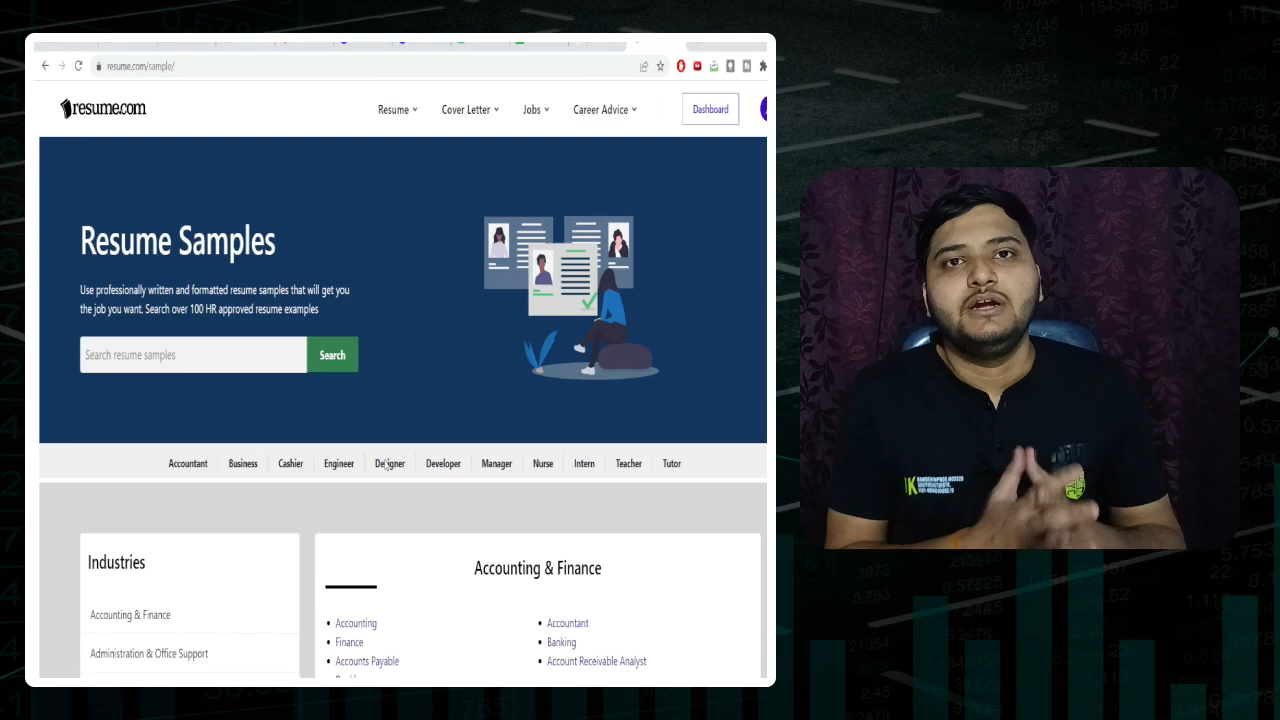 resume.com/sample/
resume.com
Resume
Cover Letter
Jobs
Career Advice
Dashboard
Resume Samples
Use professionally written and formatted resume samples that will get you
the job you want. Search over 100 HR approved resume examples
Search resume samples
Search
Accountant
Business
Cashier
Engineer
Designer
Developer
Manager
Nurse
Intern
Teacher
Tutor
Industries
Accounting & Finance
Administration & Office Support
Accounting & Finance
Accounting
Finance
Accounts Payable
Accountant
Banking
Account Receivable Analyst